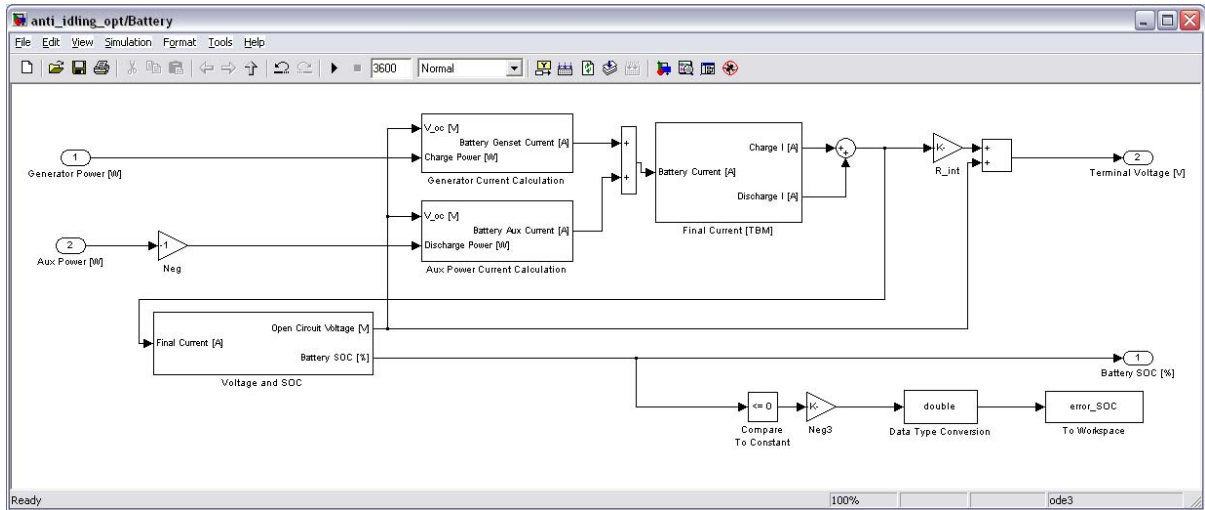 anti_idling_opt/Battery
File Edit View Simulation Format Tools Help
3600 Normal
V_oc [V]
Battery Genset Current [A]
Charge Power [W]
Generator Current Calculation
1
Generator Power [W]
+
+
Battery Current [A]
Charge I [A]
Discharge I [A]
Final Current [TBM]
+
+
K-
R_int
+
+
2
Terminal Voltage [V]
V_oc [V]
Battery Aux Current [A]
Discharge Power [W]
Aux Power Current Calculation
2
Aux Power [W]
-1
Neg
Final Current [A]
Open Circuit Voltage [V]
Battery SOC [%]
Voltage and SOC
1
Battery SOC [%]
<= 0
Compare
To Constant
K-
Neg3
double
Data Type Conversion
error_SOC
To Workspace
Ready 100% ode3